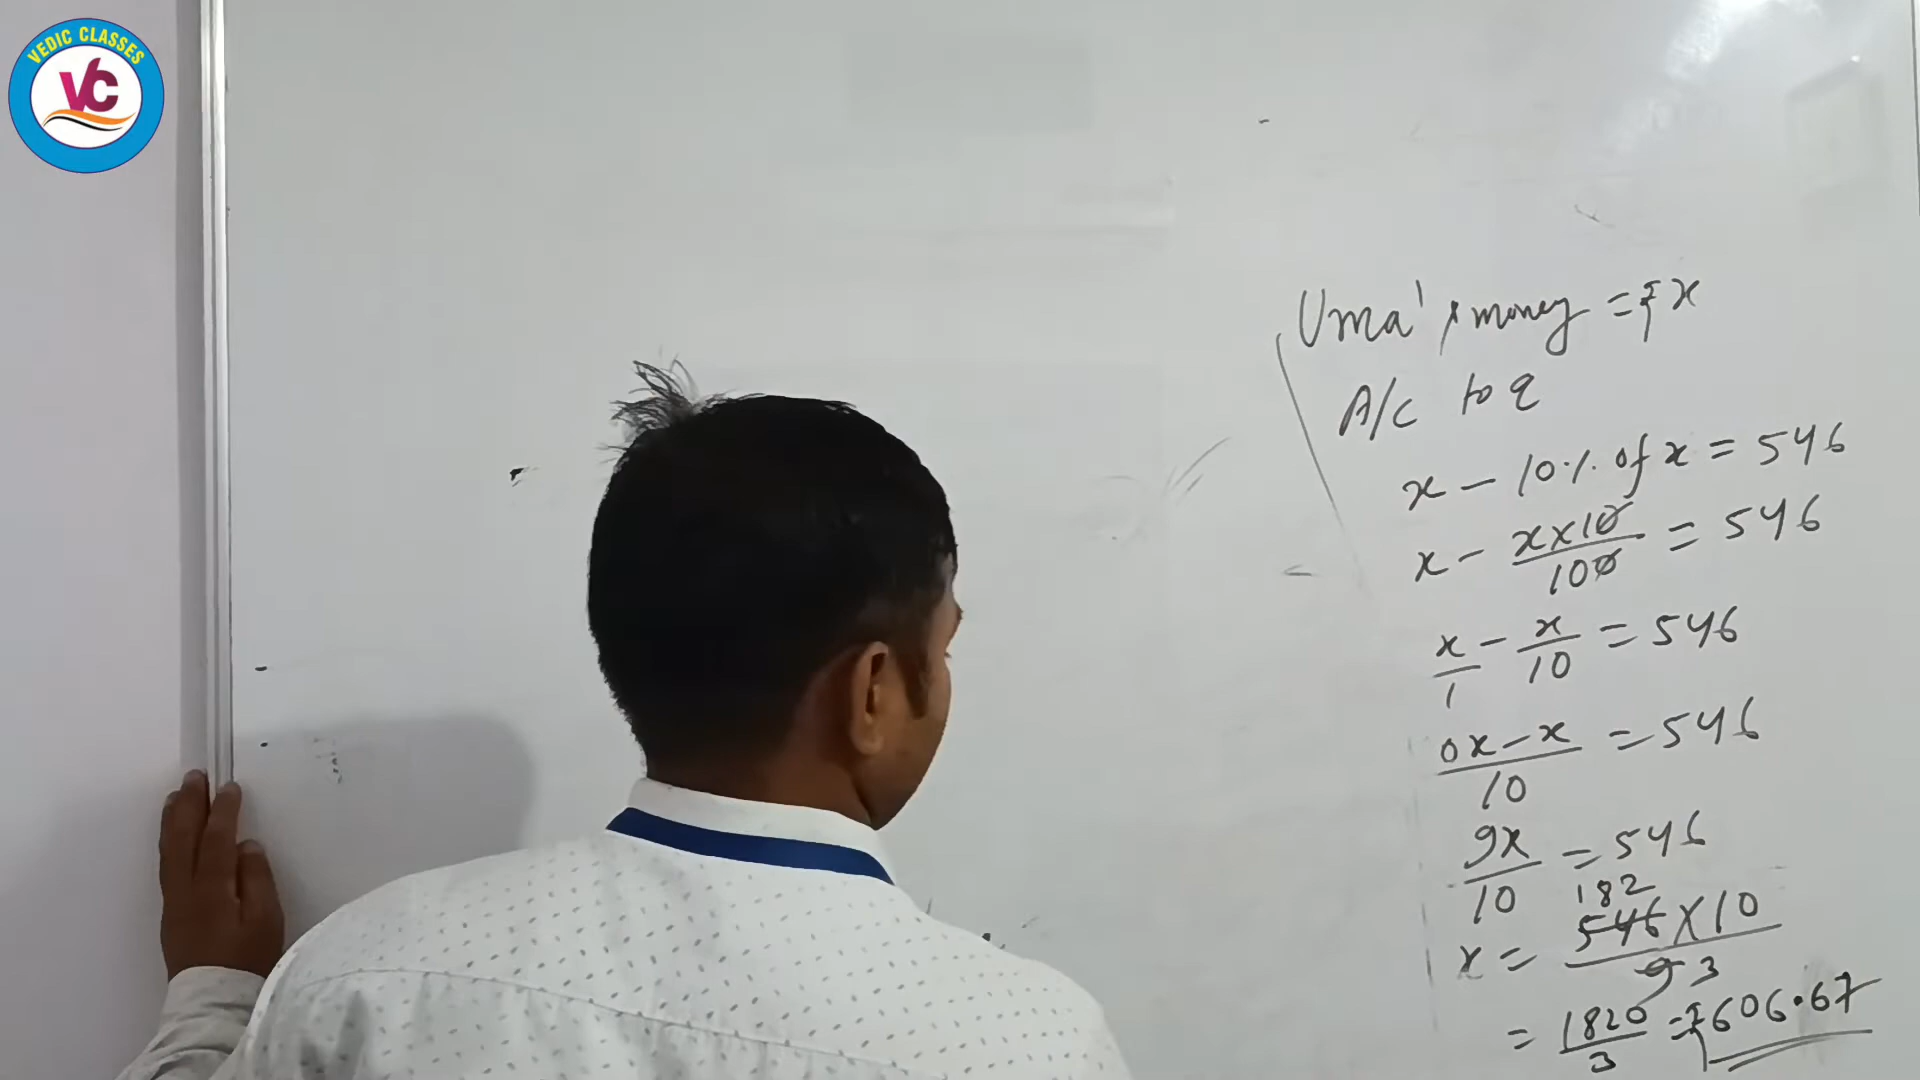 VEDIC CLASSES
VC
Uma's money = ₹x
A/c to q
x - 10% of x = 546
x - x×10/100 = 546
x/1 - x/10 = 546
0x-x/10 = 546
9x/10 = 546
182
x = 546×10/9 3
= 1820/3 = ₹606.67